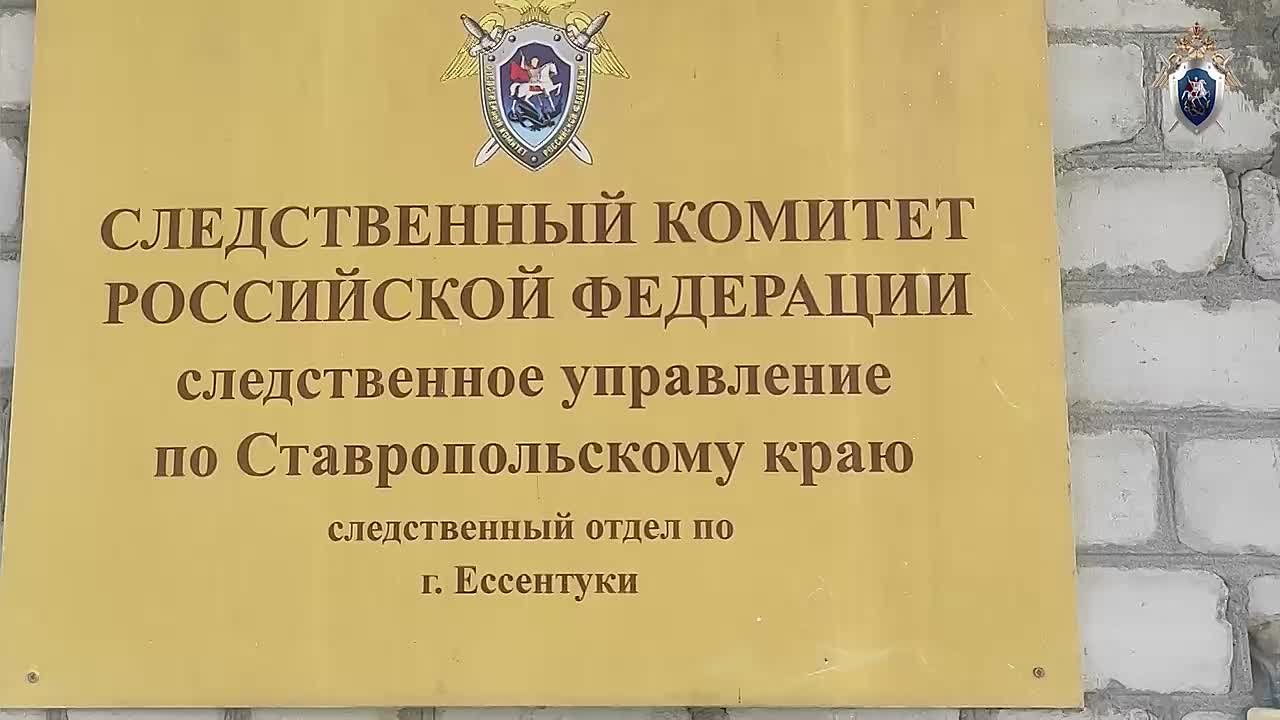 СЛЕДСТВЕННЫЙ КОМИТЕТ
РОССИЙСКОЙ ФЕДЕРАЦИИ
следственное управление
по Ставропольскому краю
следственный отдел по
г. Ессентуки